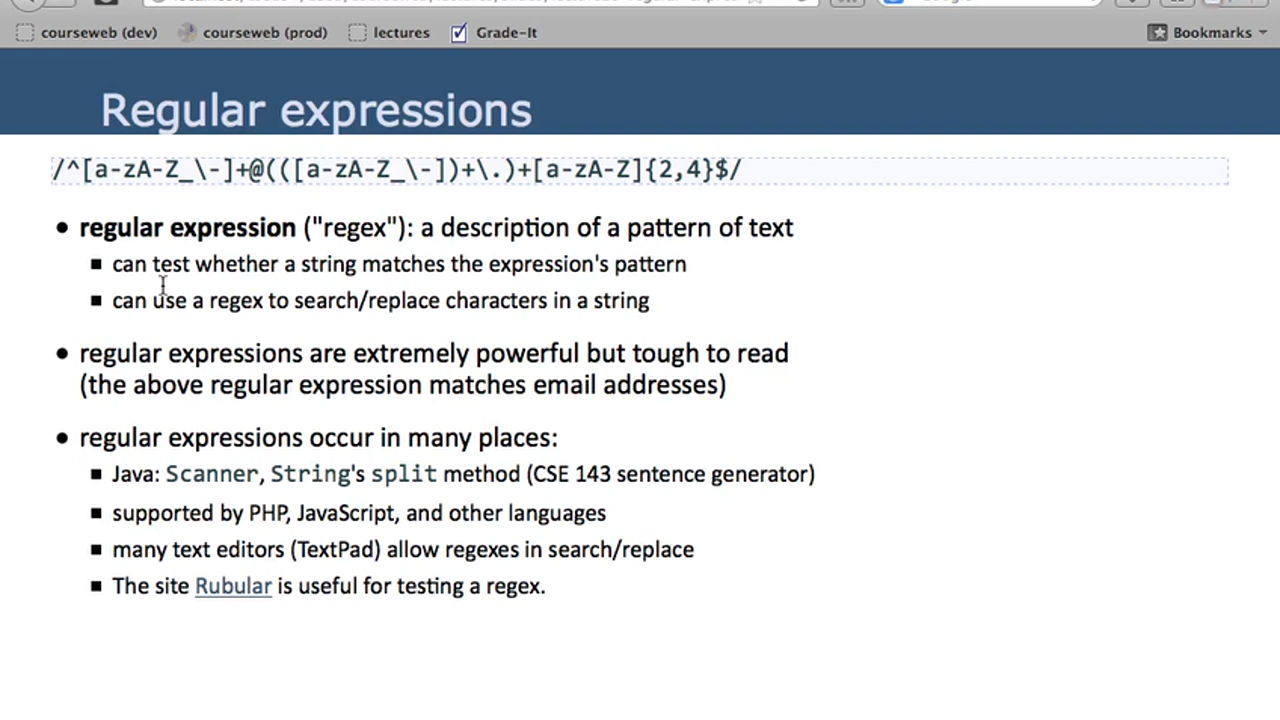 courseweb (dev) courseweb (prod) lectures Grade-It Bookmarks
Regular expressions
/^[a-zA-Z_\-]+@(([a-zA-Z_\-])+\.)+[a-zA-Z]{2,4}$/
• regular expression ("regex"): a description of a pattern of text
▪ can test whether a string matches the expression's pattern
▪ can use a regex to search/replace characters in a string
• regular expressions are extremely powerful but tough to read
(the above regular expression matches email addresses)
• regular expressions occur in many places:
▪ Java: Scanner, String's split method (CSE 143 sentence generator)
▪ supported by PHP, JavaScript, and other languages
▪ many text editors (TextPad) allow regexes in search/replace
▪ The site Rubular is useful for testing a regex.